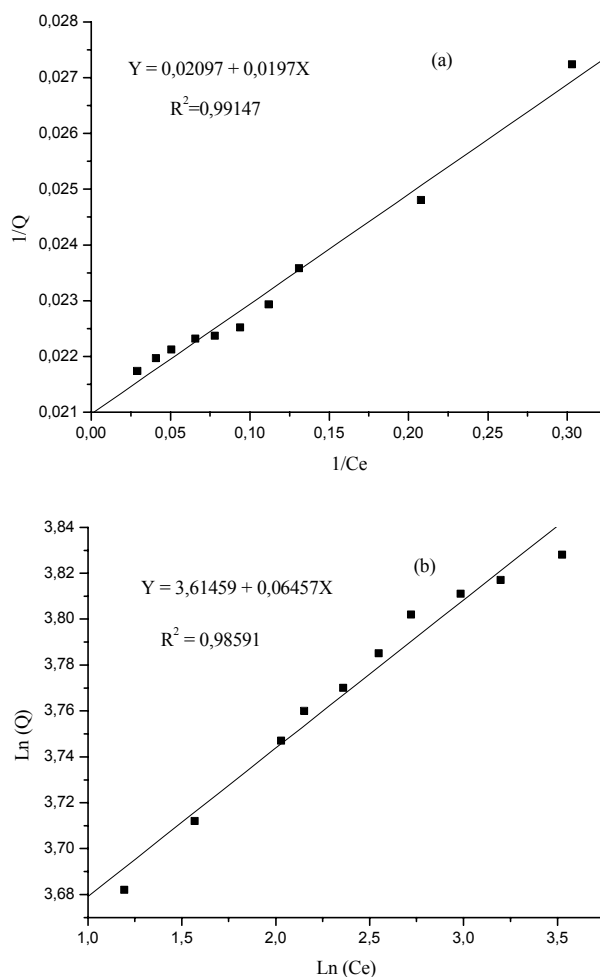 0,028
0,027
0,026
0,025
0,024
0,023
0,022
0,021
1/Q
Y = 0,02097 + 0,0197X
R²=0,99147
(a)
0,00 0,05 0,10 0,15 0,20 0,25 0,30
1/Ce
3,84
3,82
3,80
3,78
3,76
3,74
3,72
3,70
3,68
Ln (Q)
Y = 3,61459 + 0,06457X
R² = 0,98591
(b)
1,0 1,5 2,0 2,5 3,0 3,5
Ln (Ce)